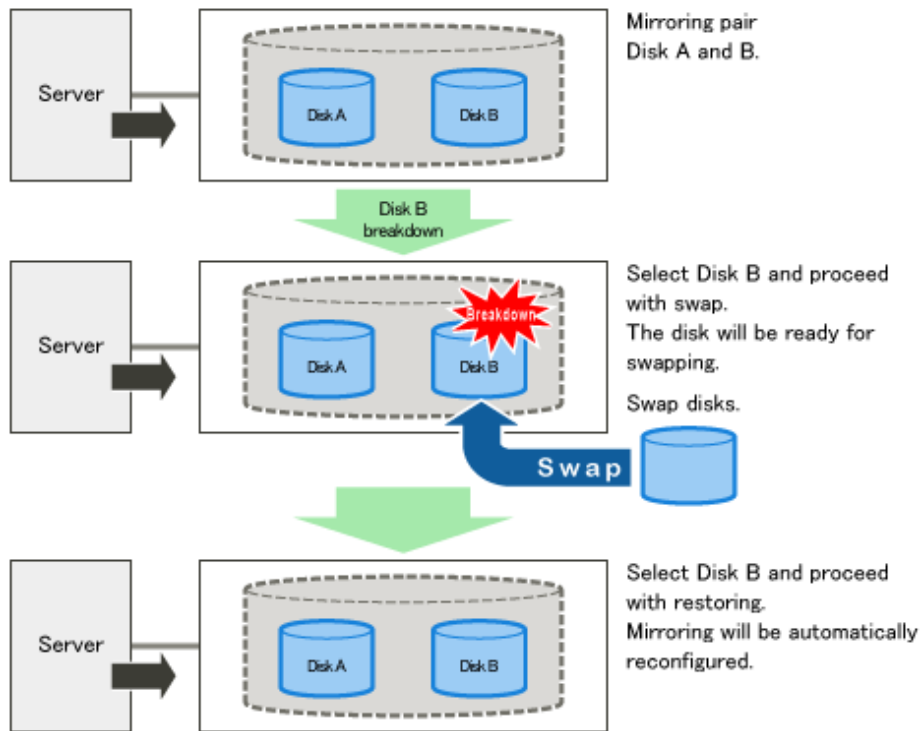 Mirroring pair
Disk A and B.
Server
Disk A
Disk B
Disk B
breakdown
Select Disk B and proceed
with swap.
The disk will be ready for
swapping.
Swap disks.
Server
Breakdown
Disk A
Disk B
Swap
Select Disk B and proceed
with restoring.
Mirroring will be automatically
reconfigured.
Server
Disk A
Disk B